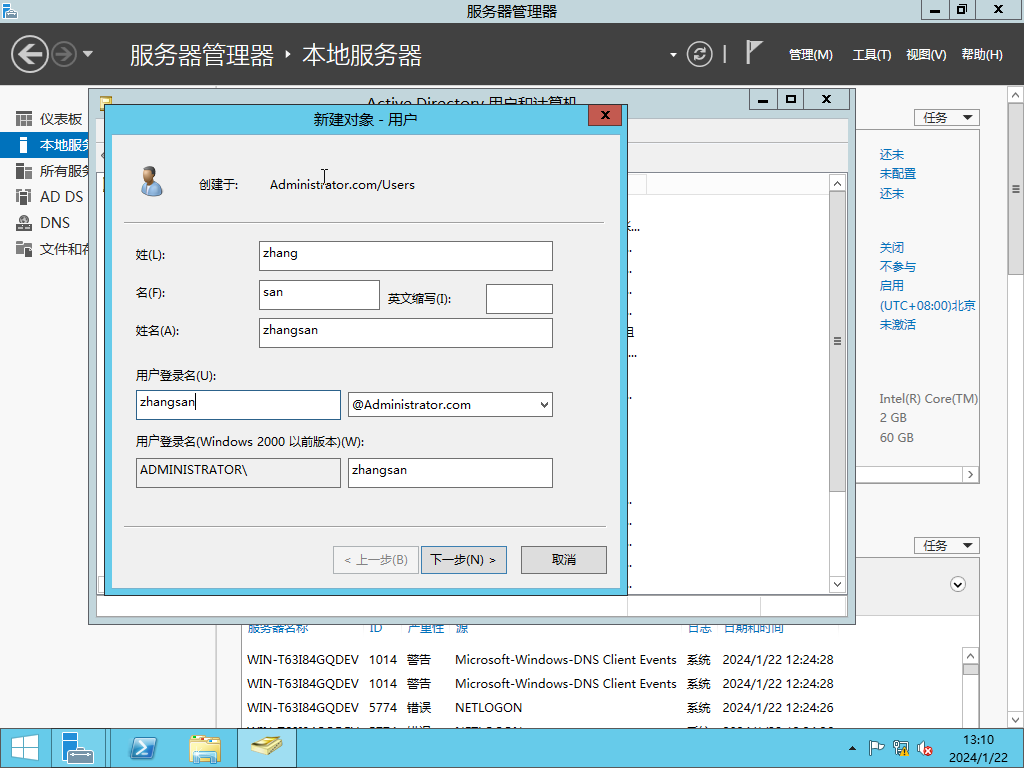 服务器管理器
服务器管理器 · 本地服务器
管理(M) 工具(T) 视图(V) 帮助(H)
仪表板
本地服务
所有服务
AD DS
DNS
文件和存
Active Directory 用户和计算机
新建对象 - 用户
创建于: Administrator.com/Users
姓(L): zhang
名(F): san 英文缩写(I):
姓名(A): zhangsan
用户登录名(U):
zhangsan @Administrator.com
用户登录名(Windows 2000 以前版本)(W):
ADMINISTRATOR\ zhangsan
< 上一步(B) 下一步(N) > 取消
任务
还未
未配置
还未
关闭
不参与
启用
(UTC+08:00)北京
未激活
Intel(R) Core(TM)
2 GB
60 GB
任务
服务器名称 ID 严重性 源 日志 日期和时间
WIN-T63I84GQDEV 1014 警告 Microsoft-Windows-DNS Client Events 系统 2024/1/22 12:24:28
WIN-T63I84GQDEV 1014 警告 Microsoft-Windows-DNS Client Events 系统 2024/1/22 12:24:28
WIN-T63I84GQDEV 5774 错误 NETLOGON 系统 2024/1/22 12:24:26
13:10
2024/1/22